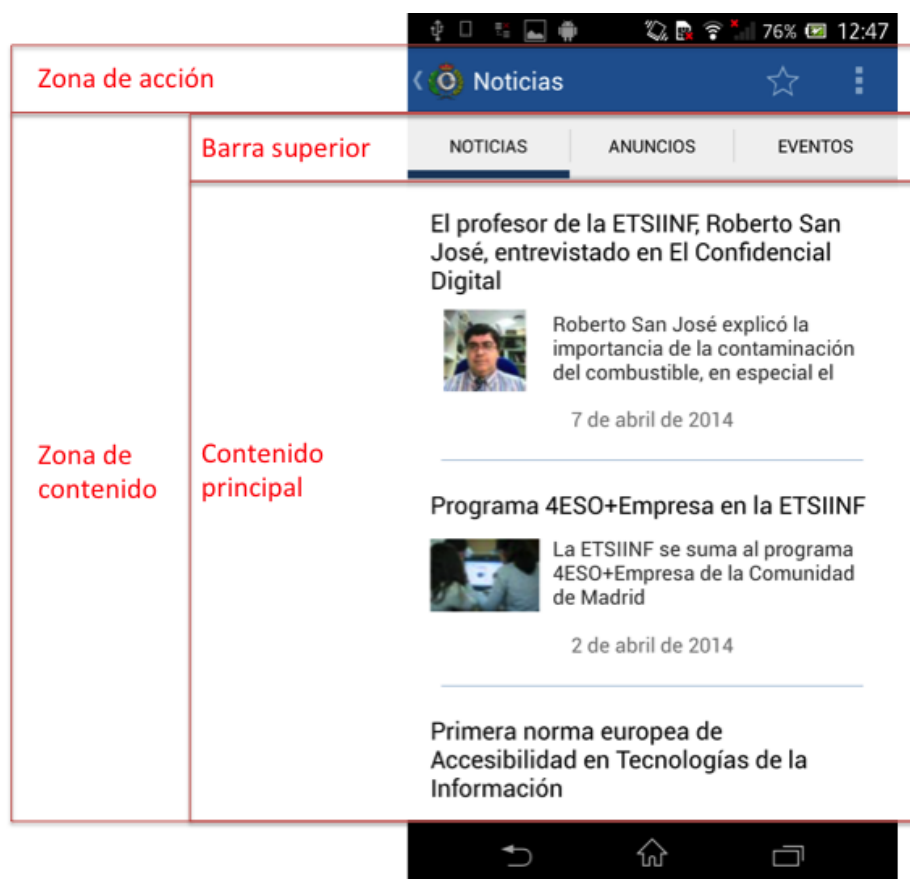 76% 12:47
Zona de acción
Noticias
Barra superior
NOTICIAS
ANUNCIOS
EVENTOS
El profesor de la ETSIINF, Roberto San
José, entrevistado en El Confidencial
Digital
Roberto San José explicó la
importancia de la contaminación
del combustible, en especial el
7 de abril de 2014
Zona de
contenido
Contenido
principal
Programa 4ESO+Empresa en la ETSIINF
La ETSIINF se suma al programa
4ESO+Empresa de la Comunidad
de Madrid
2 de abril de 2014
Primera norma europea de
Accesibilidad en Tecnologías de la
Información